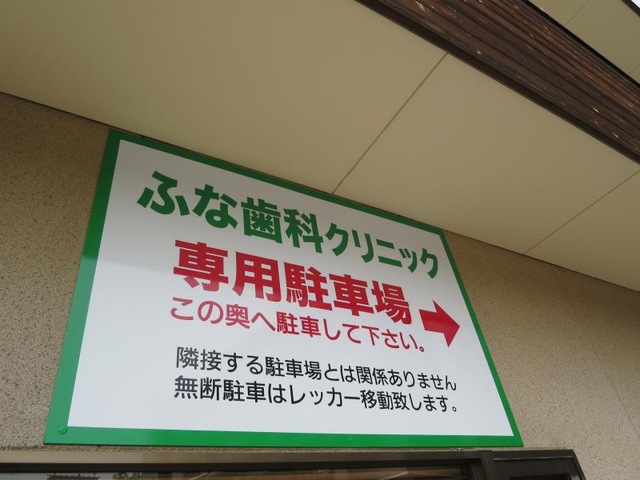 ふな歯科クリニック
専用駐車場
この奥へ駐車して下さい。
隣接する駐車場とは関係ありません
無断駐車はレッカー移動致します。